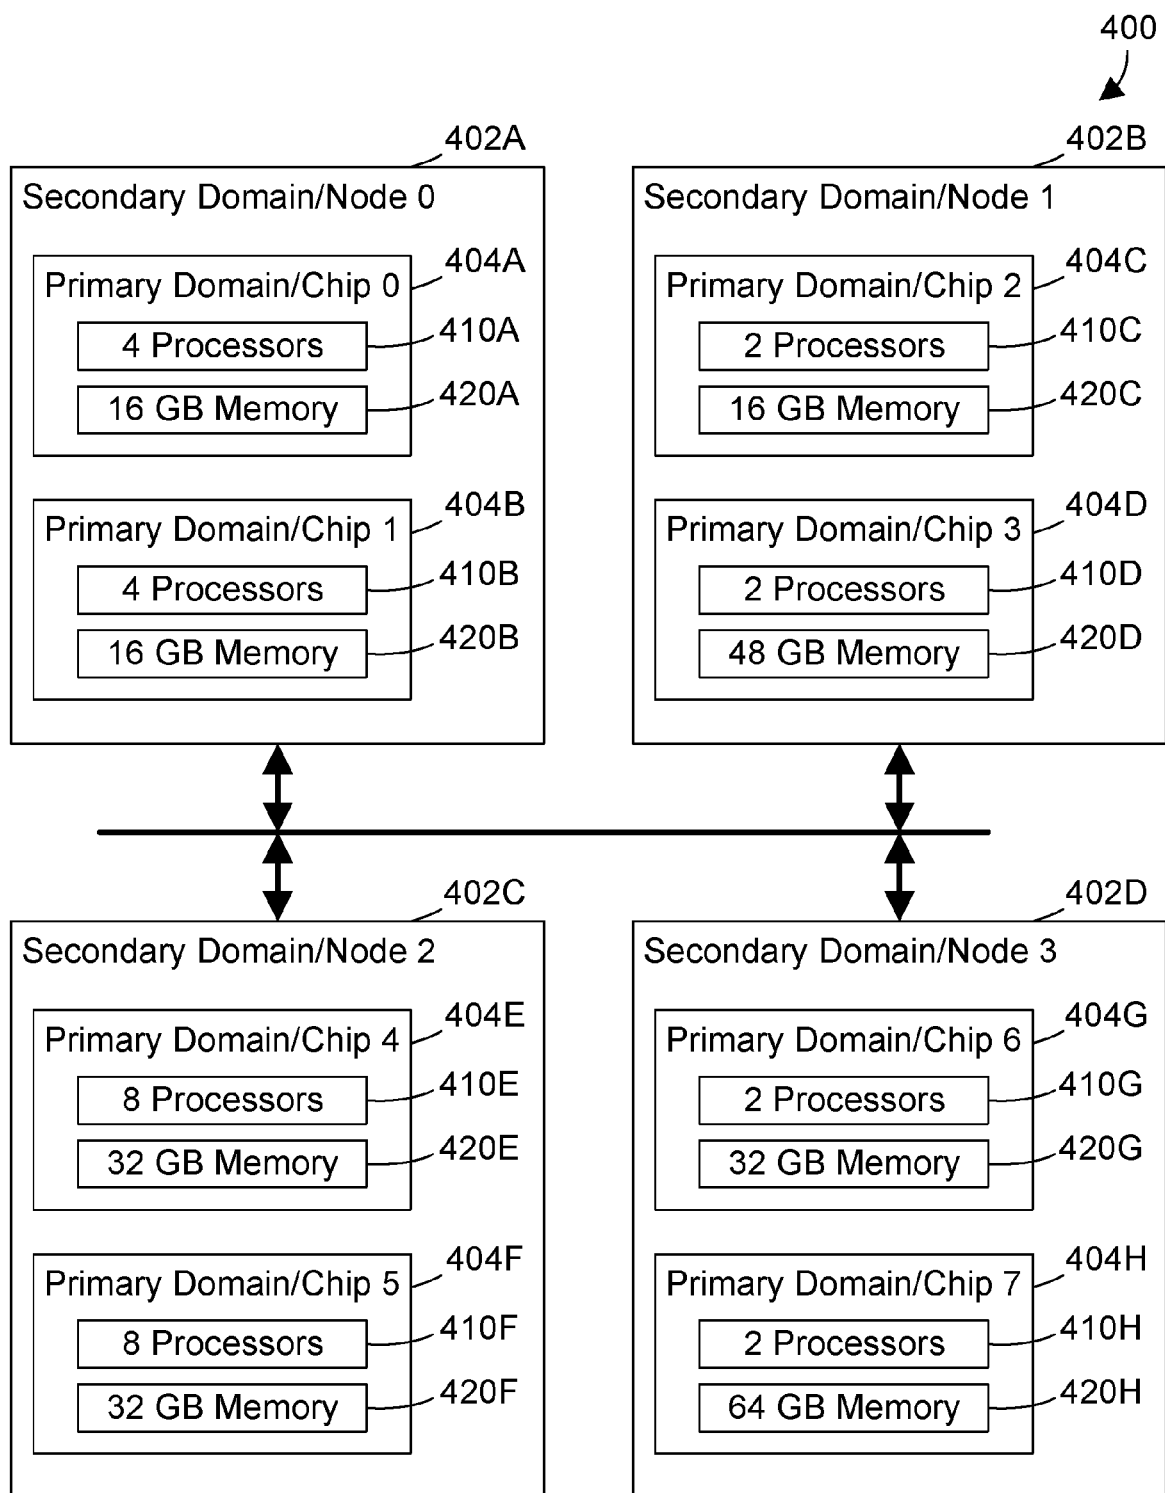 400
402A
Secondary Domain/Node 0
Primary Domain/Chip 0
404A
4 Processors
410A
16 GB Memory
420A
Primary Domain/Chip 1
404B
4 Processors
410B
16 GB Memory
420B
402B
Secondary Domain/Node 1
Primary Domain/Chip 2
404C
2 Processors
410C
16 GB Memory
420C
Primary Domain/Chip 3
404D
2 Processors
410D
48 GB Memory
420D
402C
Secondary Domain/Node 2
Primary Domain/Chip 4
404E
8 Processors
410E
32 GB Memory
420E
Primary Domain/Chip 5
404F
8 Processors
410F
32 GB Memory
420F
402D
Secondary Domain/Node 3
Primary Domain/Chip 6
404G
2 Processors
410G
32 GB Memory
420G
Primary Domain/Chip 7
404H
2 Processors
410H
64 GB Memory
420H